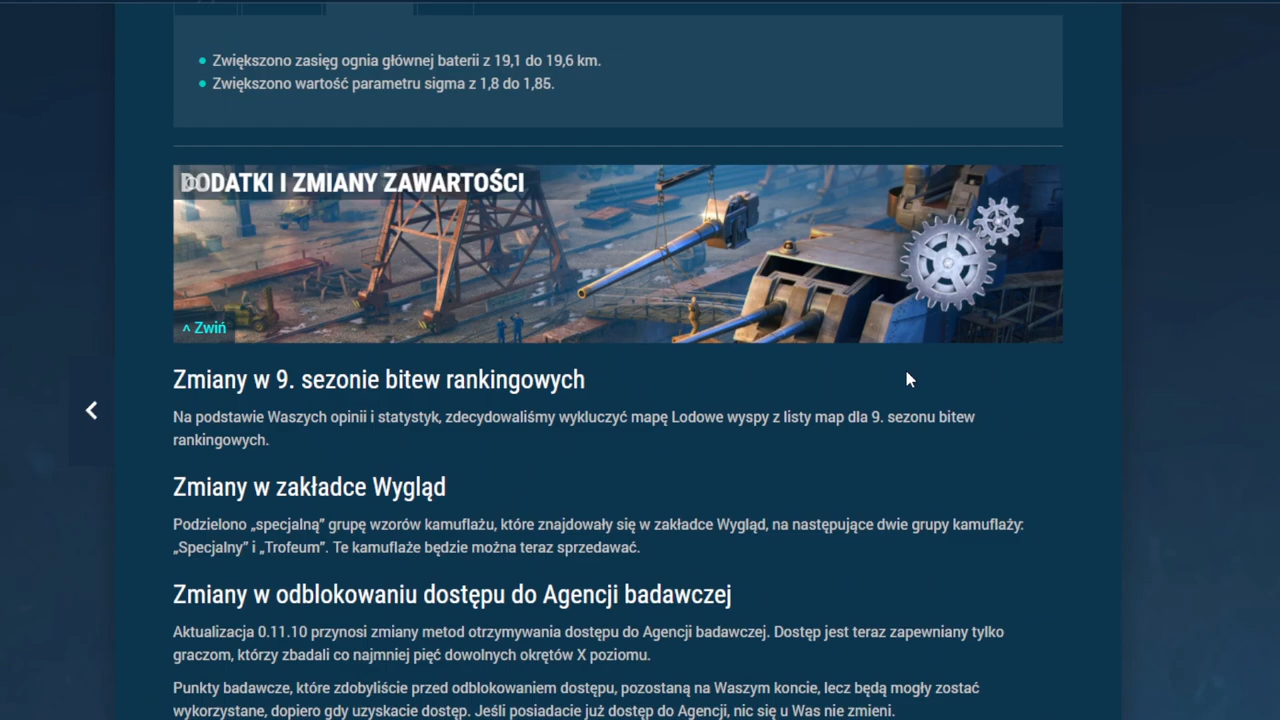 Zwiększono zasięg ognia głównej baterii z 19,1 do 19,6 km.
Zwiększono wartość parametru sigma z 1,8 do 1,85.
DODATKI I ZMIANY ZAWARTOŚCI
^ Zwiń
Zmiany w 9. sezonie bitew rankingowych
Na podstawie Waszych opinii i statystyk, zdecydowaliśmy wykluczyć mapę Lodowe wyspy z listy map dla 9. sezonu bitew
rankingowych.
Zmiany w zakładce Wygląd
Podzielono „specjalną” grupę wzorów kamuflażu, które znajdowały się w zakładce Wygląd, na następujące dwie grupy kamuflaży:
„Specjalny” i „Trofeum”. Te kamuflaże będzie można teraz sprzedawać.
Zmiany w odblokowaniu dostępu do Agencji badawczej
Aktualizacja 0.11.10 przynosi zmiany metod otrzymywania dostępu do Agencji badawczej. Dostęp jest teraz zapewniany tylko
graczom, którzy zbadali co najmniej pięć dowolnych okrętów X poziomu.
Punkty badawcze, które zdobyliście przed odblokowaniem dostępu, pozostaną na Waszym koncie, lecz będą mogły zostać
wykorzystane, dopiero gdy uzyskacie dostęp. Jeśli posiadacie już dostęp do Agencji, nic się u Was nie zmieni.